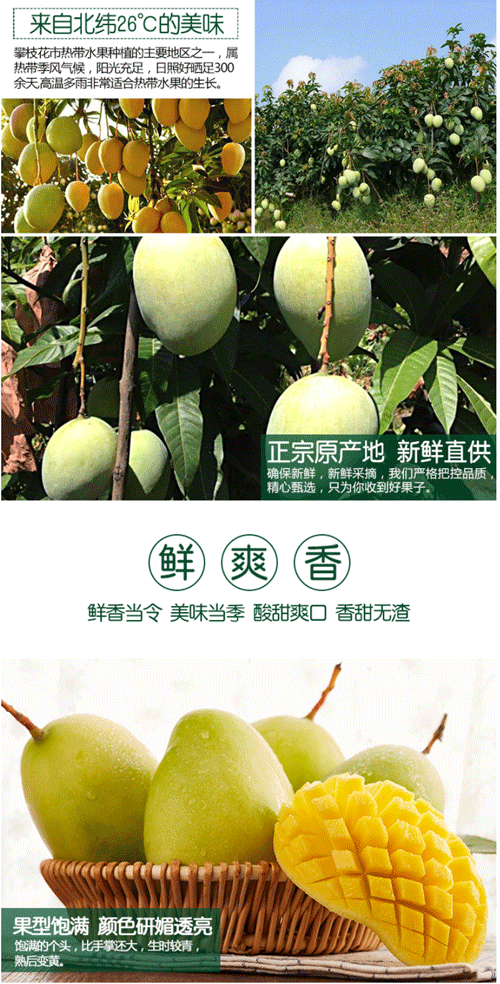 来自北纬26℃的美味
攀枝花市热带水果种植的主要地区之一，属
热带季风气候，阳光充足，日照好晒足300
余天,高温多雨非常适合热带水果的生长。
正宗原产地 新鲜直供
确保新鲜，新鲜采摘，我们严格把控品质，
精心甄选，只为你收到好果子。
鲜 爽 香
鲜香当令 美味当季 酸甜爽口 香甜无渣
果型饱满 颜色研媚透亮
饱满的个头，比手掌还大，生时较青，
熟后变黄。